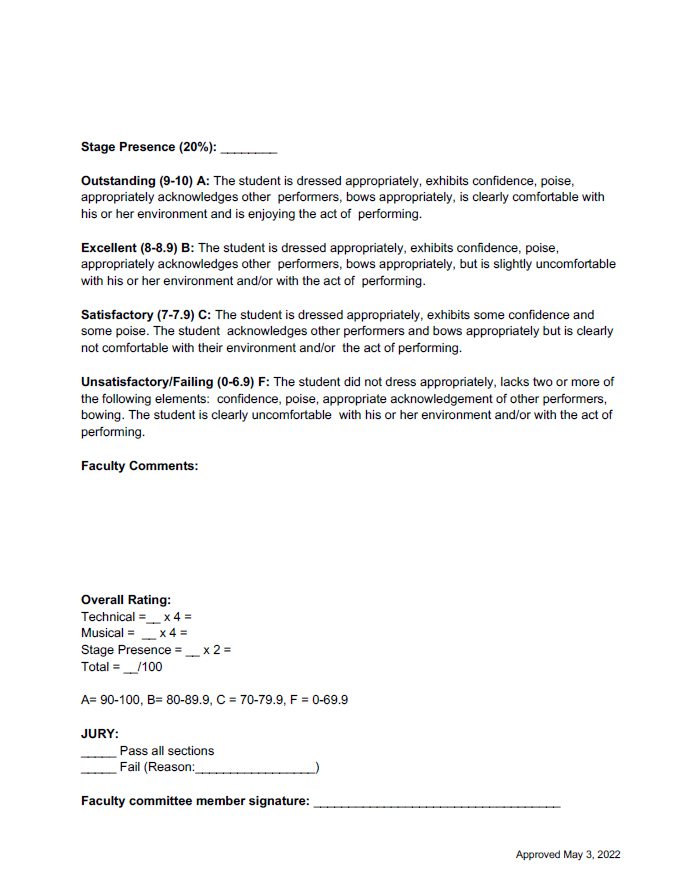 Stage Presence (20%): ________
Outstanding (9-10) A: The student is dressed appropriately, exhibits confidence, poise,
appropriately acknowledges other  performers, bows appropriately, is clearly comfortable with
his or her environment and is enjoying the act of  performing.
Excellent (8-8.9) B: The student is dressed appropriately, exhibits confidence, poise,
appropriately acknowledges other  performers, bows appropriately, but is slightly uncomfortable
with his or her environment and/or with the act of  performing.
Satisfactory (7-7.9) C: The student is dressed appropriately, exhibits some confidence and
some poise. The student  acknowledges other performers and bows appropriately but is clearly
not comfortable with their environment and/or  the act of performing.
Unsatisfactory/Failing (0-6.9) F: The student did not dress appropriately, lacks two or more of
the following elements:  confidence, poise, appropriate acknowledgement of other performers,
bowing. The student is clearly uncomfortable  with his or her environment and/or with the act of
performing.
Faculty Comments:
Overall Rating:
Technical =__ x 4 =
Musical =  __ x 4 =
Stage Presence = __ x 2 =
Total = __/100
A= 90-100, B= 80-89.9, C = 70-79.9, F = 0-69.9
JURY:
_____ Pass all sections
_____ Fail (Reason:_________________)
Faculty committee member signature: ___________________________________
Approved May 3, 2022